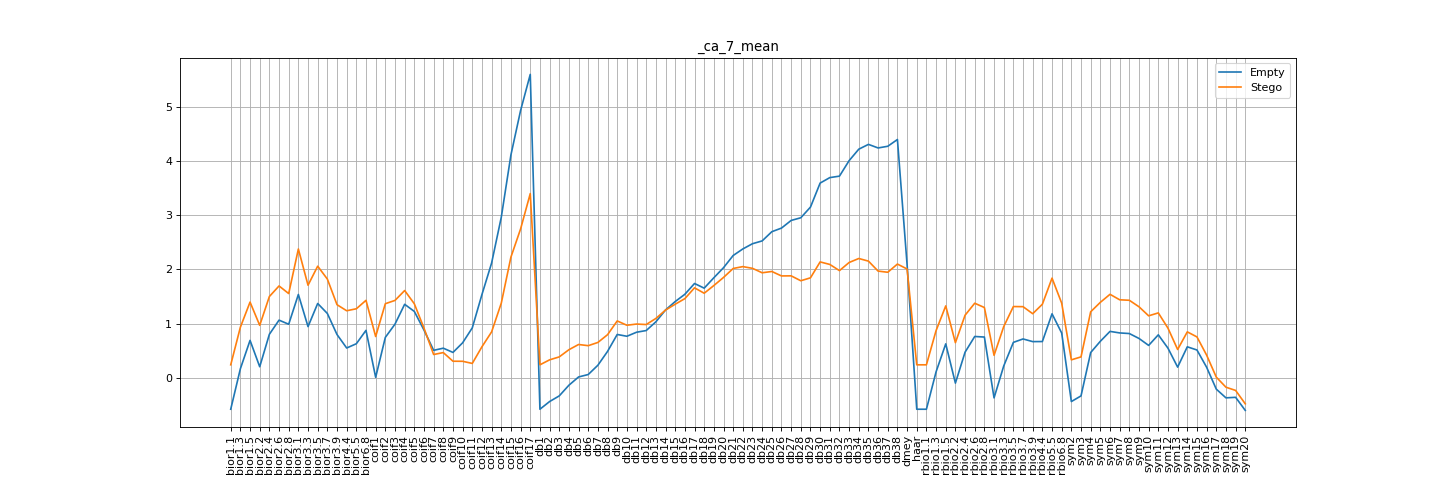 _ca_7_mean
Empty
Stego
5
4
3
2
1
0
bior1.1
bior1.3
bior1.5
bior2.2
bior2.4
bior2.6
bior2.8
bior3.1
bior3.3
bior3.5
bior3.7
bior3.9
bior4.4
bior5.5
bior6.8
coif1
coif2
coif3
coif4
coif5
coif6
coif7
coif8
coif9
coif10
coif11
coif12
coif13
coif14
coif15
coif16
coif17
db1
db2
db3
db4
db5
db6
db7
db8
db9
db10
db11
db12
db13
db14
db15
db16
db17
db18
db19
db20
db21
db22
db23
db24
db25
db26
db27
db28
db29
db30
db31
db32
db33
db34
db35
db36
db37
db38
dmey
haar
rbio1.1
rbio1.3
rbio1.5
rbio2.2
rbio2.4
rbio2.6
rbio2.8
rbio3.1
rbio3.3
rbio3.5
rbio3.7
rbio3.9
rbio4.4
rbio5.5
rbio6.8
sym2
sym3
sym4
sym5
sym6
sym7
sym8
sym9
sym10
sym11
sym12
sym13
sym14
sym15
sym16
sym17
sym18
sym19
sym20